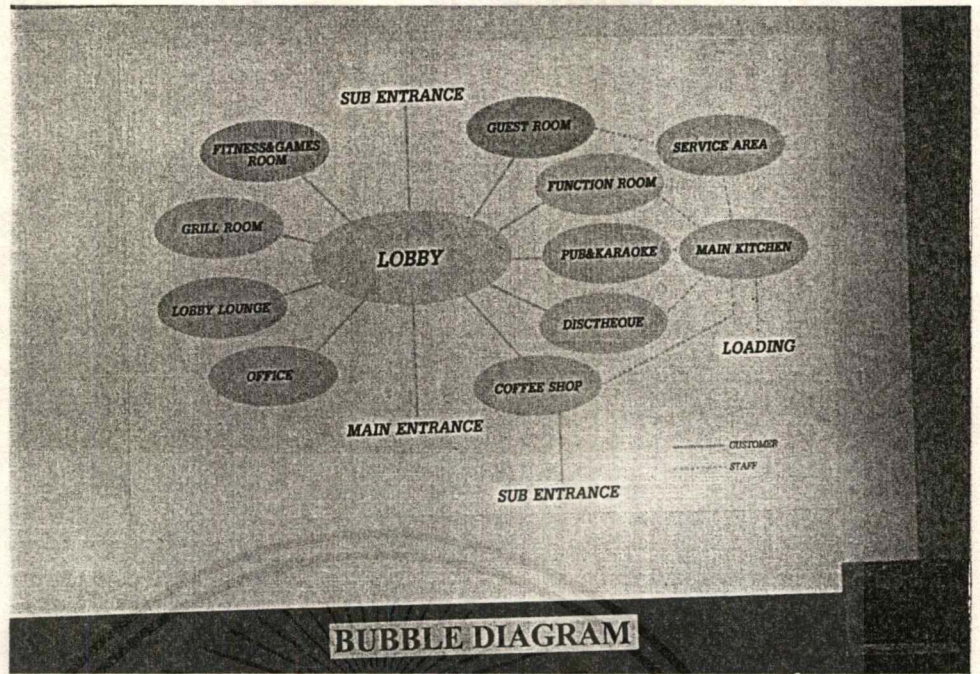 SUB ENTRANCE
GUEST ROOM
FITNESS&GAMES
ROOM
SERVICE AREA
FUNCTION ROOM
GRILL ROOM
LOBBY
PUB&KARAOKE
MAIN KITCHEN
LOBBY LOUNGE
DISCTHEQUE
LOADING
OFFICE
COFFEE SHOP
MAIN ENTRANCE
CUSTOMER
STAFF
SUB ENTRANCE
BUBBLE DIAGRAM